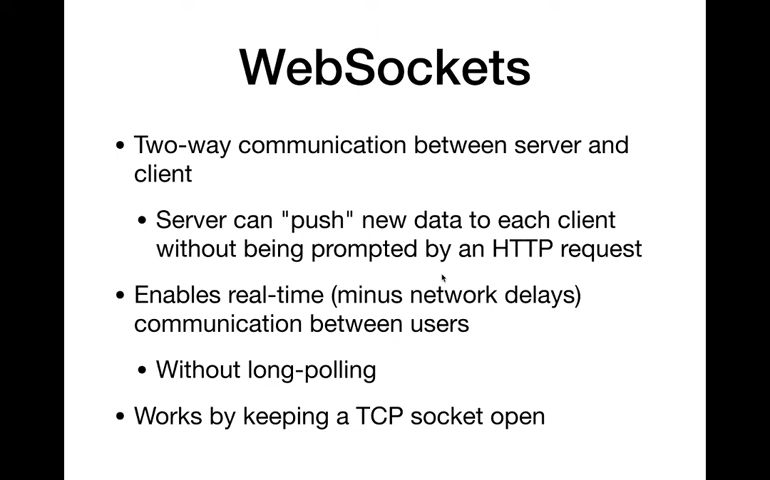 WebSockets
• Two-way communication between server and
client
• Server can "push" new data to each client
without being prompted by an HTTP request
• Enables real-time (minus network delays)
communication between users
• Without long-polling
• Works by keeping a TCP socket open